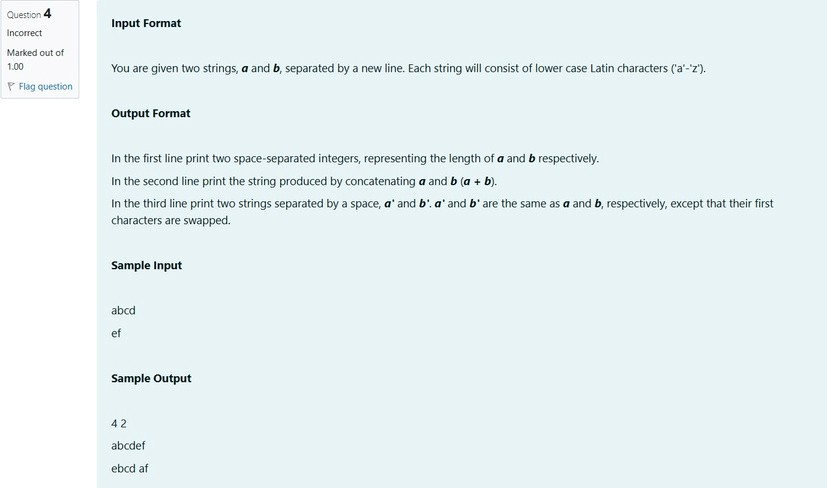 Question 4
Incorrect
Marked out of
1.00
Flag question
Input Format
You are given two strings, a and b, separated by a new line. Each string will consist of lower case Latin characters ('a'-'z').
Output Format
In the first line print two space-separated integers, representing the length of a and b respectively.
In the second line print the string produced by concatenating a and b (a + b).
In the third line print two strings separated by a space, a' and b'. a' and b' are the same as a and b, respectively, except that their first
characters are swapped.
Sample Input
abcd
ef
Sample Output
4 2
abcdef
ebcd af